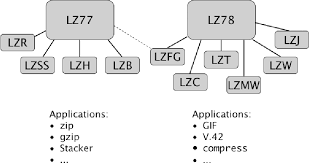 LZ77
LZ78
LZR
LZSS
LZH
LZB
LZFG
LZC
LZT
LZMW
LZW
LZJ
Applications:
• zip
• gzip
• Stacker
• ...
Applications:
• GIF
• V.42
• compress
• ...